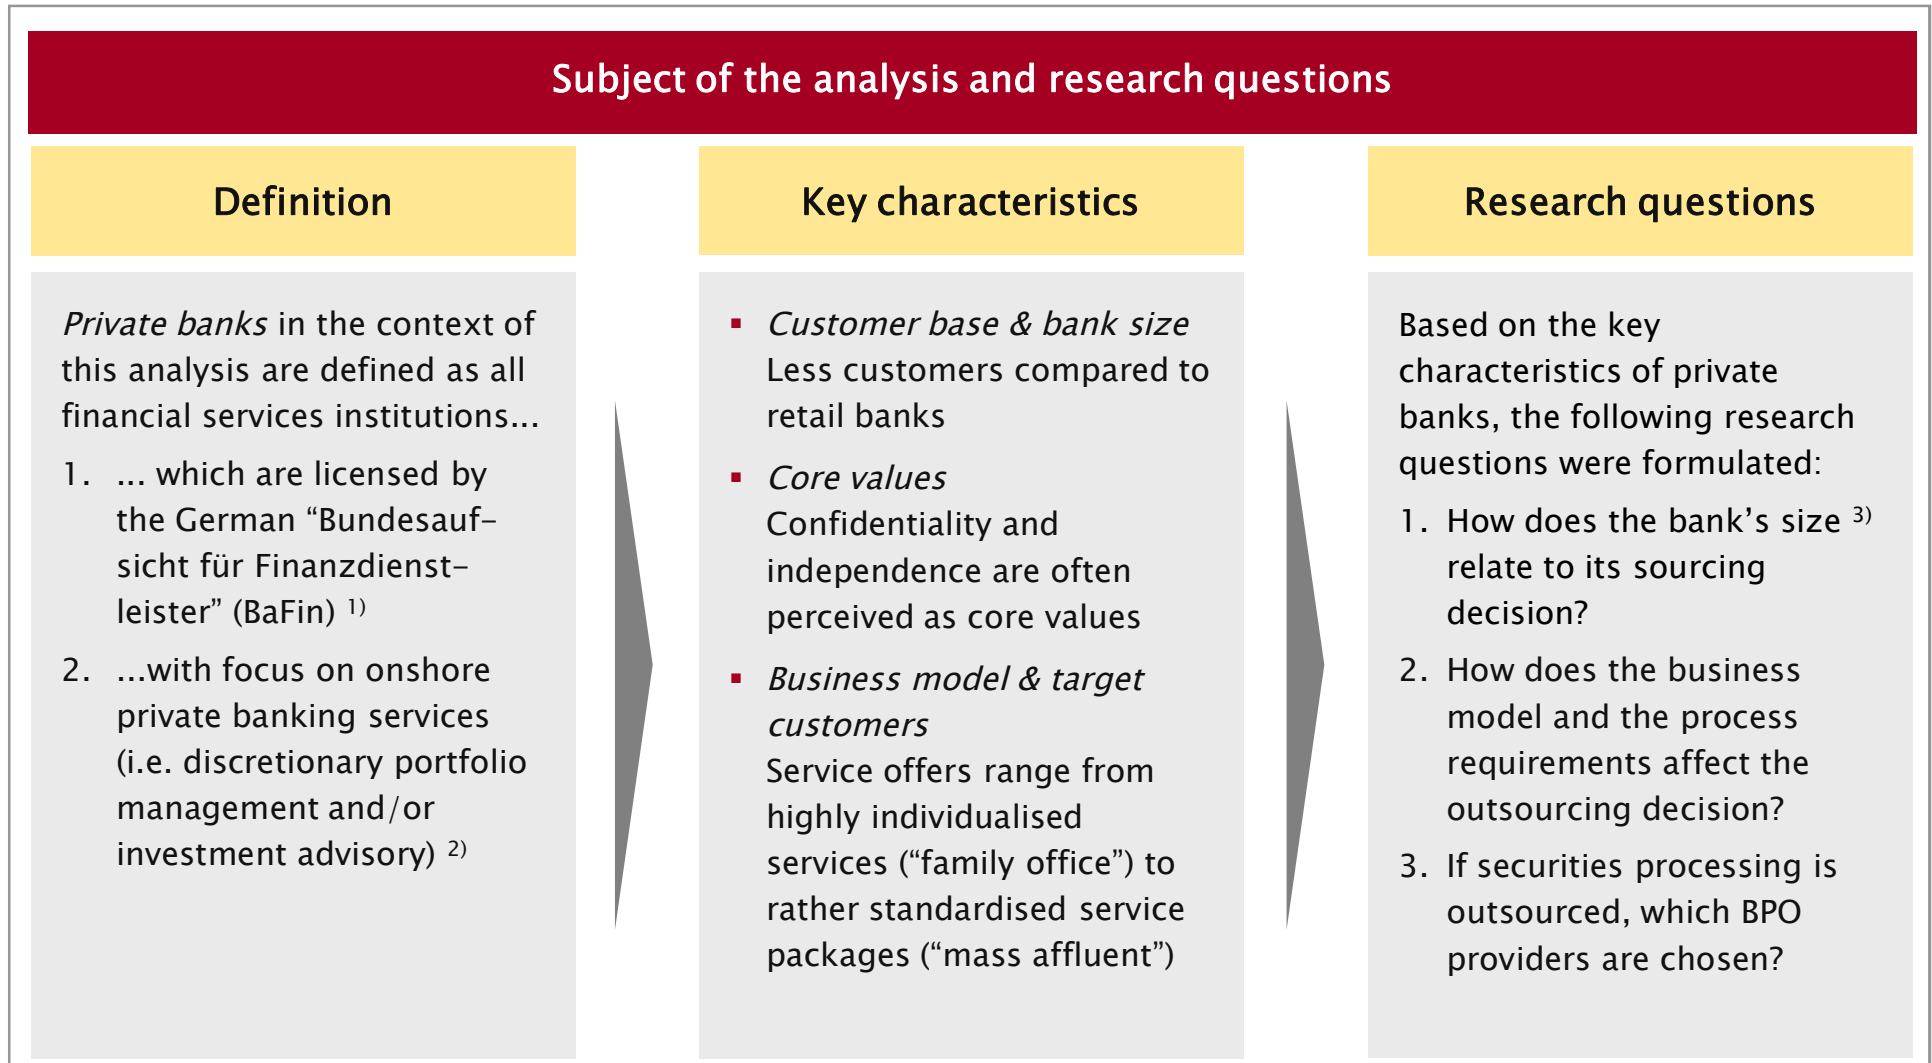 Subject of the analysis and research questions
Definition
Private banks in the context of
this analysis are defined as all
financial services institutions...
1. ... which are licensed by
the German “Bundesauf-
sicht für Finanzdienst-
leister” (BaFin) 1)
2. ...with focus on onshore
private banking services
(i.e. discretionary portfolio
management and/or
investment advisory) 2)
Key characteristics
▪ Customer base & bank size
Less customers compared to
retail banks
▪ Core values
Confidentiality and
independence are often
perceived as core values
▪ Business model & target
customers
Service offers range from
highly individualised
services (“family office”) to
rather standardised service
packages (“mass affluent”)
Research questions
Based on the key
characteristics of private
banks, the following research
questions were formulated:
1. How does the bank’s size 3)
relate to its sourcing
decision?
2. How does the business
model and the process
requirements affect the
outsourcing decision?
3. If securities processing is
outsourced, which BPO
providers are chosen?